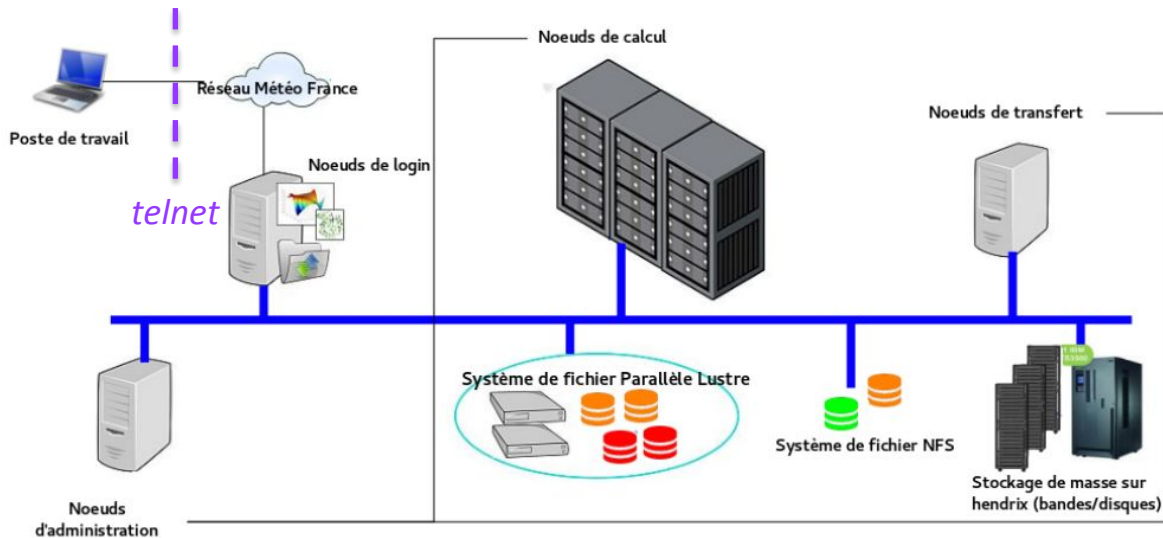 Noeuds de calcul
Réseau Météo France
Poste de travail
Noeuds de transfert
Noeuds de login
telnet
Système de fichier Parallèle Lustre
Système de fichier NFS
Stockage de masse sur
hendrix (bandes/disques)
Noeuds
d'administration